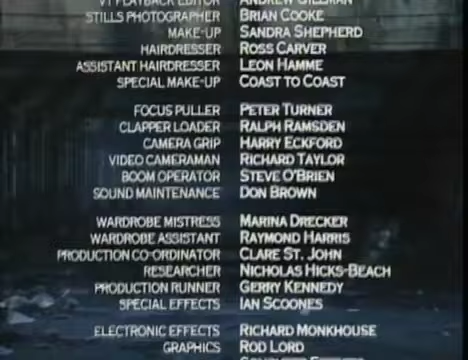 VT PLAYBACK EDITOR ANDREW
STILLS PHOTOGRAPHER BRIAN COOKE
MAKE-UP SANDRA SHEPHERD
HAIRDRESSER ROSS CARVER
ASSISTANT HAIRDRESSER LEON HAMME
SPECIAL MAKE-UP COAST TO COAST
FOCUS PULLER PETER TURNER
CLAPPER LOADER RALPH RAMSDEN
CAMERA GRIP HARRY ECKFORD
VIDEO CAMERAMAN RICHARD TAYLOR
BOOM OPERATOR STEVE O'BRIEN
SOUND MAINTENANCE DON BROWN
WARDROBE MISTRESS MARINA DRECKER
WARDROBE ASSISTANT RAYMOND HARRIS
PRODUCTION CO-ORDINATOR CLARE ST. JOHN
RESEARCHER NICHOLAS HICKS-BEACH
PRODUCTION RUNNER GERRY KENNEDY
SPECIAL EFFECTS IAN SCOONES
ELECTRONIC EFFECTS RICHARD MONKHOUSE
GRAPHICS ROD LORD